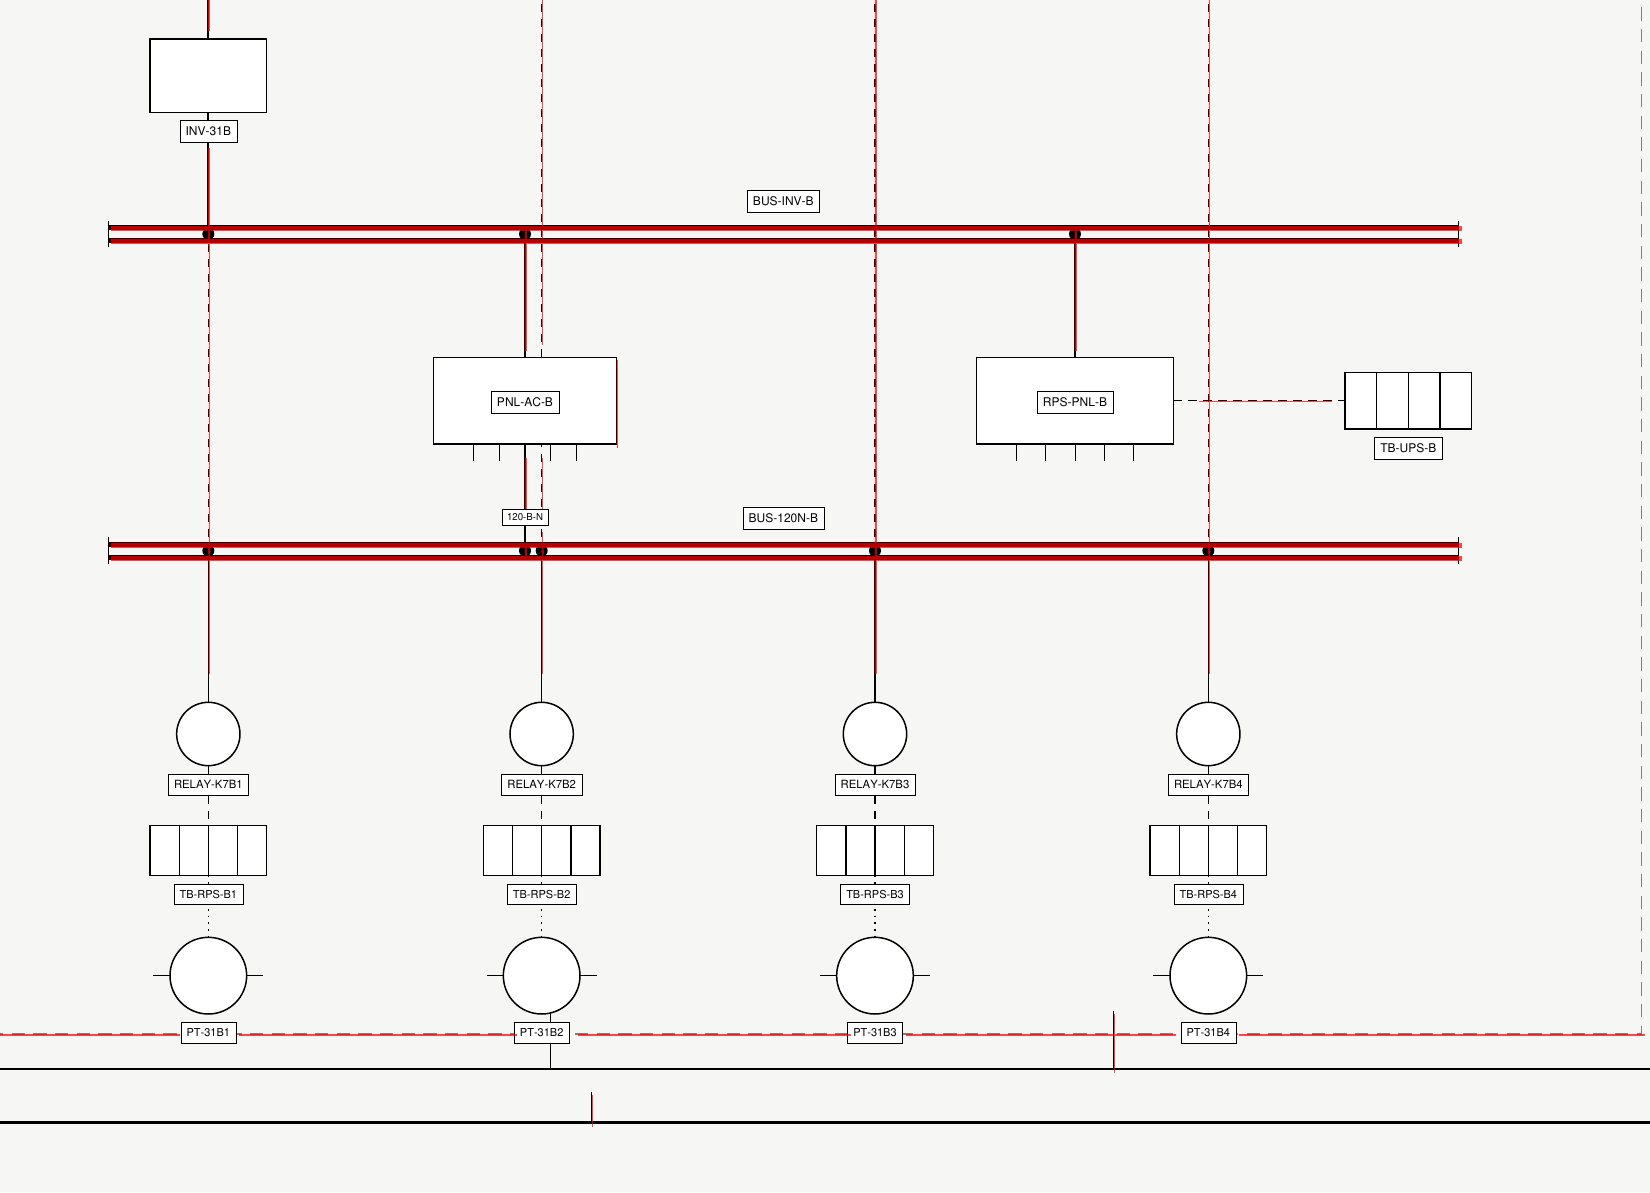 INV-31B
BUS-INV-B
PNL-AC-B
RPS-PNL-B
TB-UPS-B
120-B-N
BUS-120N-B
RELAY-K7B1
RELAY-K7B2
RELAY-K7B3
RELAY-K7B4
TB-RPS-B1
TB-RPS-B2
TB-RPS-B3
TB-RPS-B4
PT-31B1
PT-31B2
PT-31B3
PT-31B4